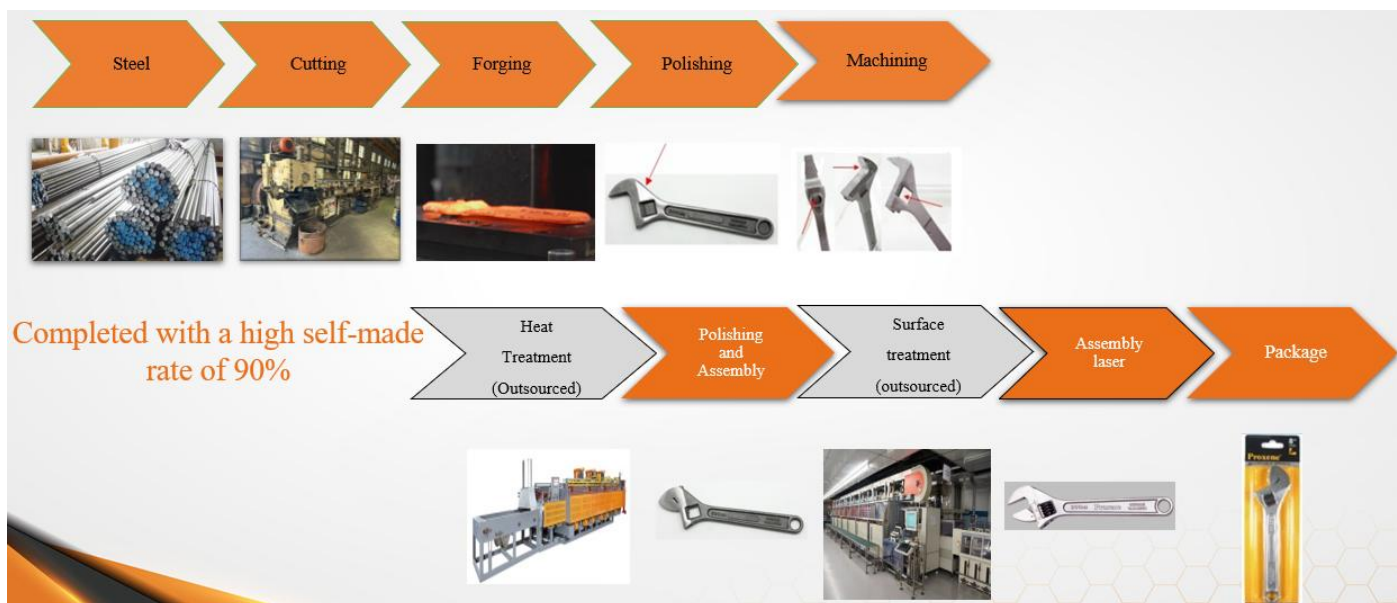 Steel
Cutting
Forging
Polishing
Machining
Completed with a high self-made
rate of 90%
Heat
Treatment
(Outsourced)
Polishing
and
Assembly
Surface
treatment
(outsourced)
Assembly
laser
Package
Proxene